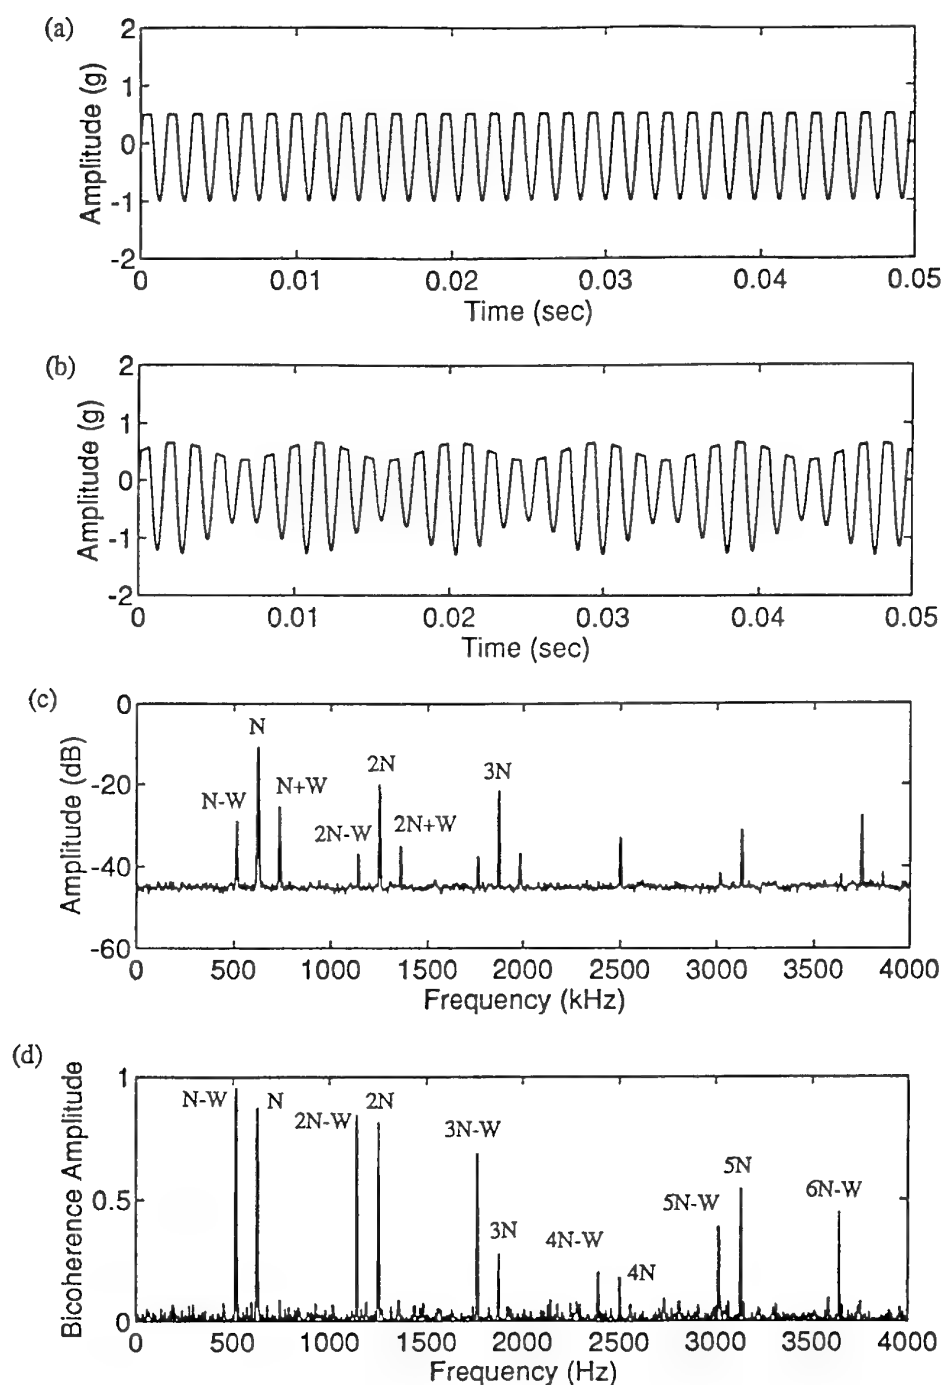 (a)
2
1
0
-1
-2
Amplitude (g)
0 0.01 0.02 0.03 0.04 0.05
Time (sec)
(b)
2
1
0
-1
-2
Amplitude (g)
0 0.01 0.02 0.03 0.04 0.05
Time (sec)
(c)
0
-20
-40
-60
Amplitude (dB)
N
N-W
N+W
2N
2N-W
2N+W
3N
0 500 1000 1500 2000 2500 3000 3500 4000
Frequency (kHz)
(d)
1
0.5
0
Bicoherence Amplitude
N-W
N
2N-W
2N
3N-W
3N
4N-W
4N
5N-W
5N
6N-W
0 500 1000 1500 2000 2500 3000 3500 4000
Frequency (Hz)